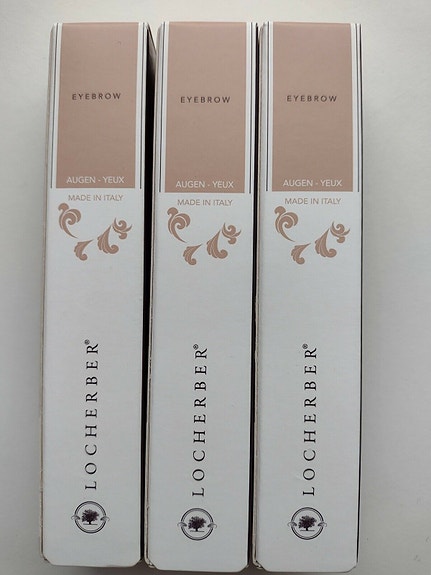 EYEBROW
AUGEN - YEUX
MADE IN ITALY
LOCHERBER®
EYEBROW
AUGEN - YEUX
MADE IN ITALY
LOCHERBER®
EYEBROW
AUGEN - YEUX
MADE IN ITALY
LOCHERBER®